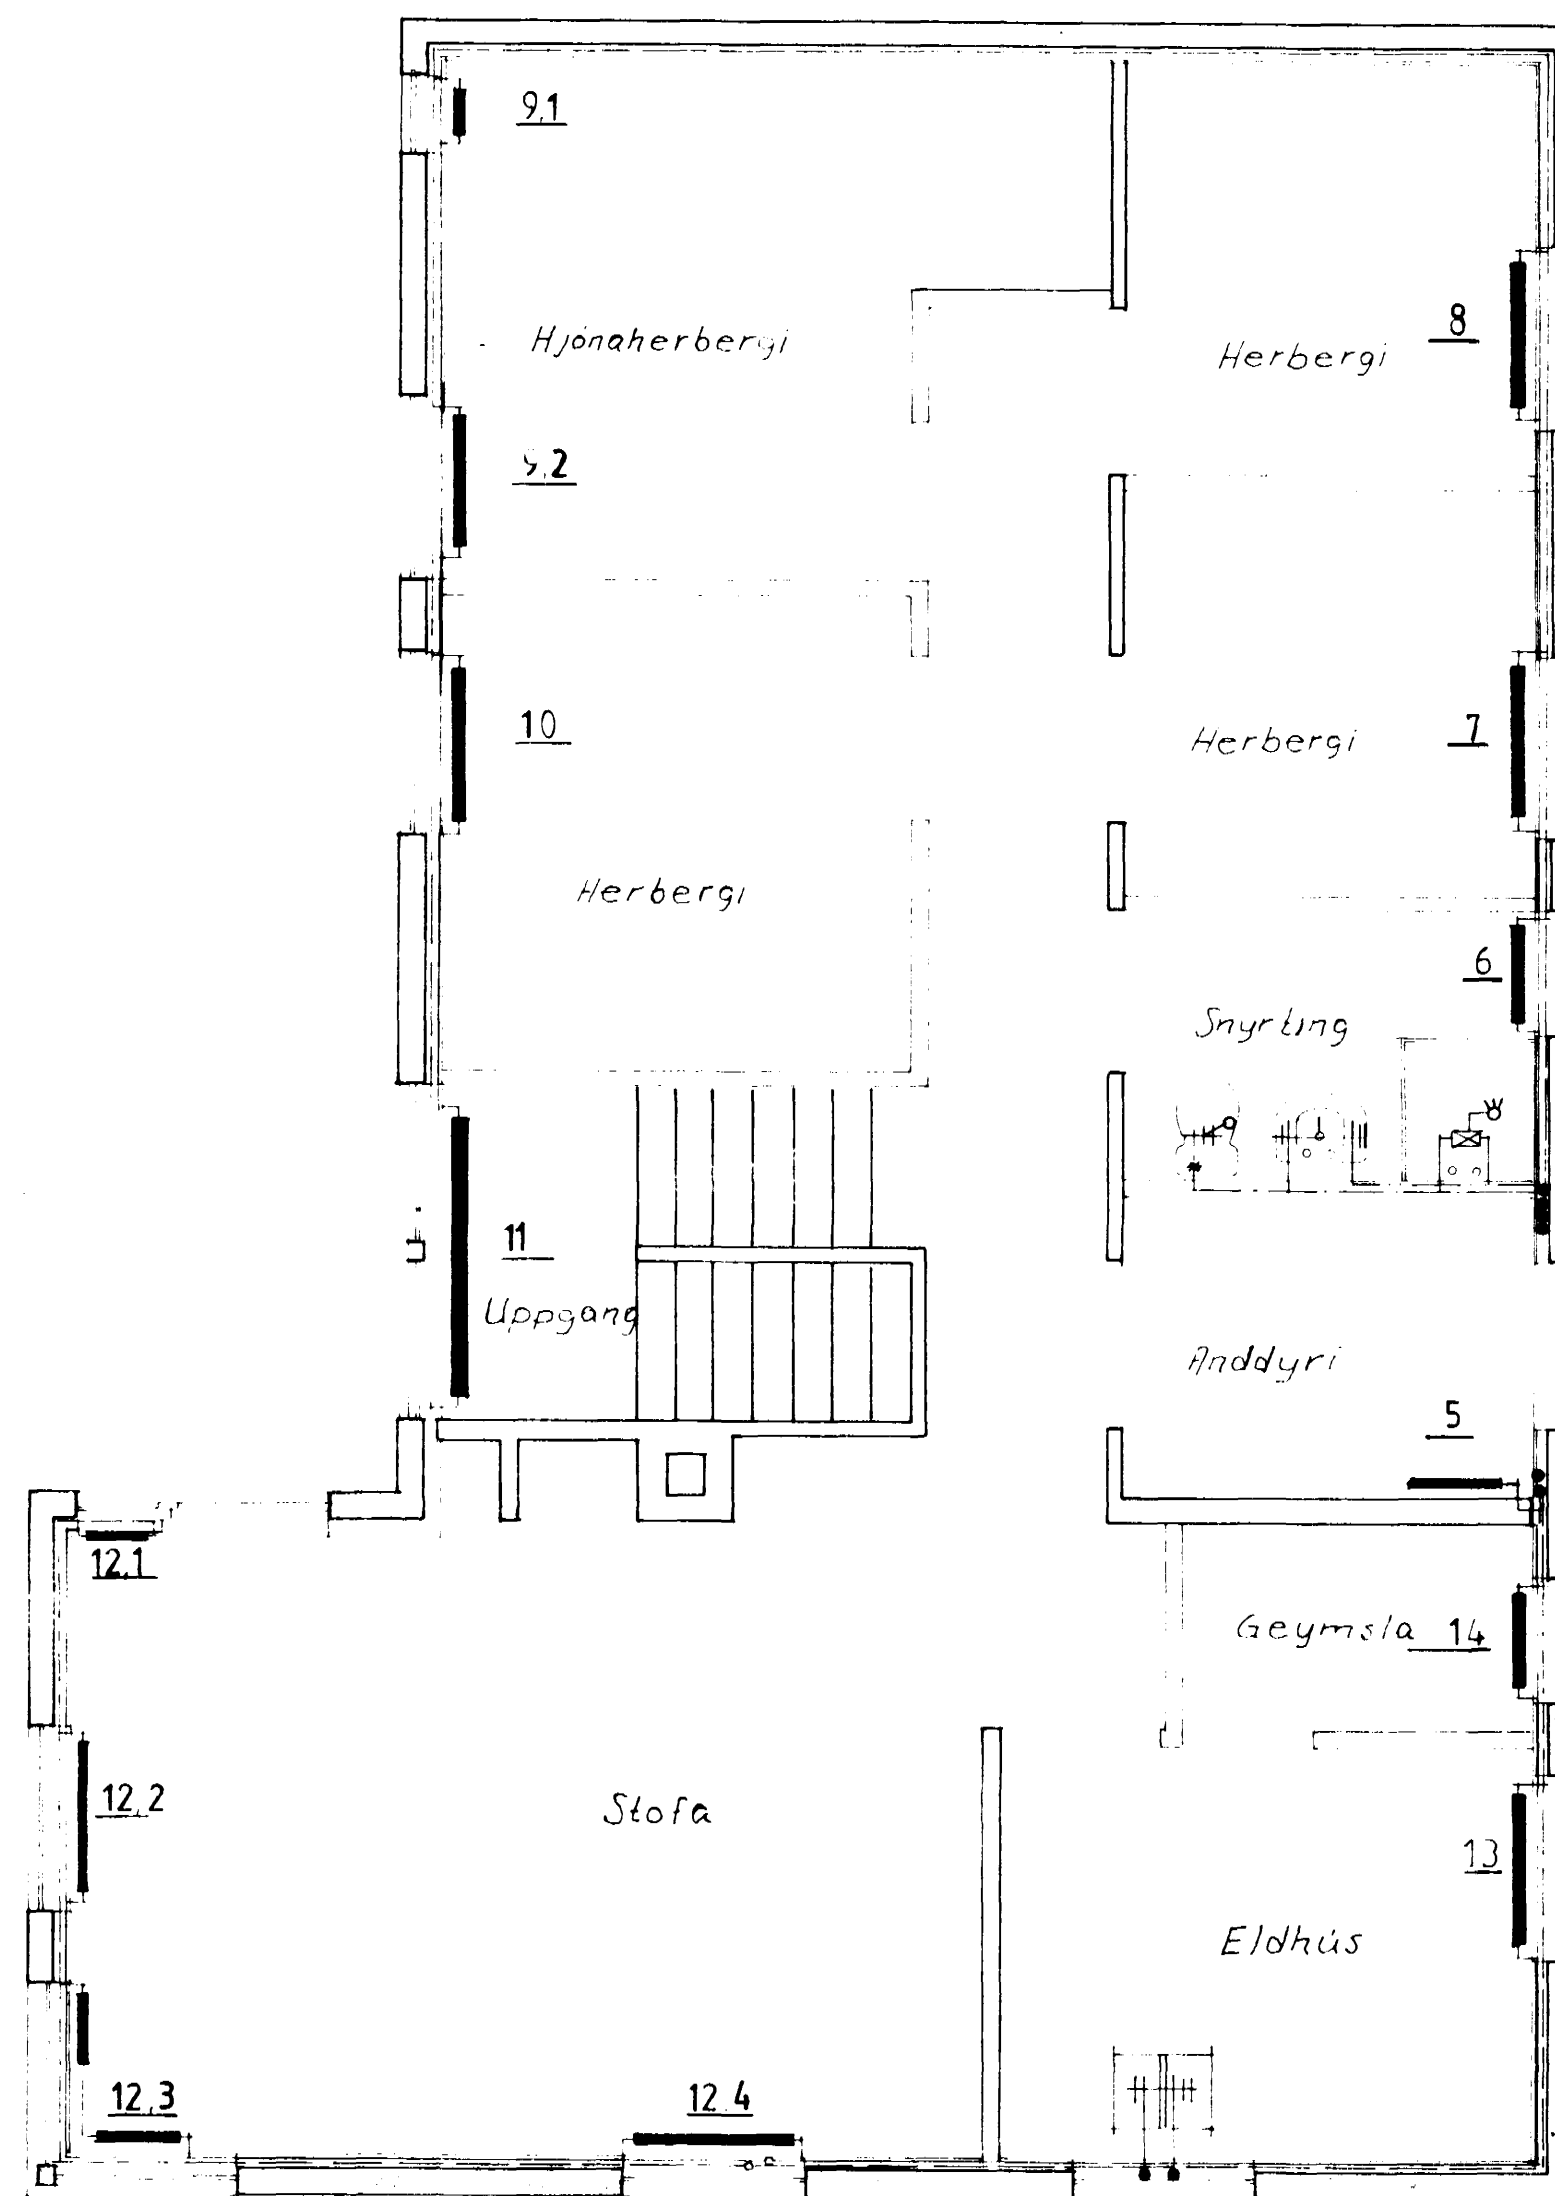 9,1
8
Hjónaherbergi
Herbergi
9,2
10
Herbergi
7
Herbergi
6
Snyrting
11
Uppgang
Anddyri
5
12,1
Geymsla 14
12,2
Stofa
13
Eldhús
12,3
12.4